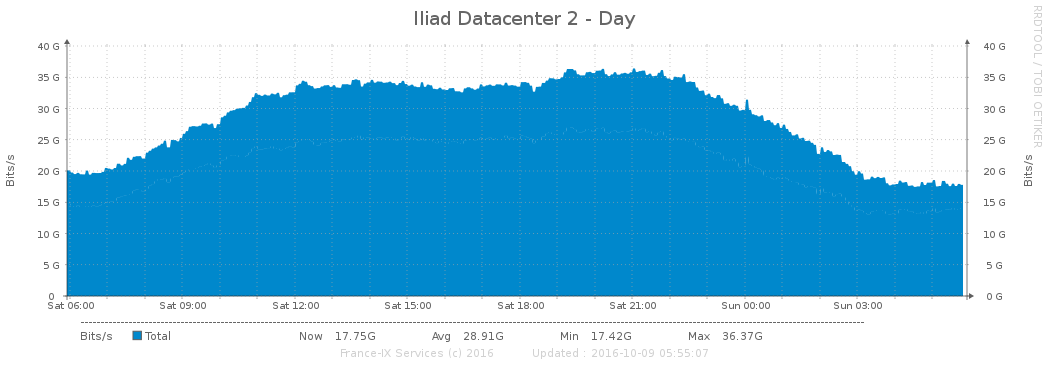 Iliad Datacenter 2 - Day
RRDTOOL / TOBI OETIKER
Bits/s
Bits/s
40 G 40 G
35 G 35 G
30 G 30 G
25 G 25 G
20 G 20 G
15 G 15 G
10 G 10 G
5 G 5 G
0 0 G
Sat 06:00 Sat 09:00 Sat 12:00 Sat 15:00 Sat 18:00 Sat 21:00 Sun 00:00 Sun 03:00
Bits/s Total Now 17.75G Avg 28.91G Min 17.42G Max 36.37G
France-IX Services (c) 2016 Updated : 2016-10-09 05:55:07